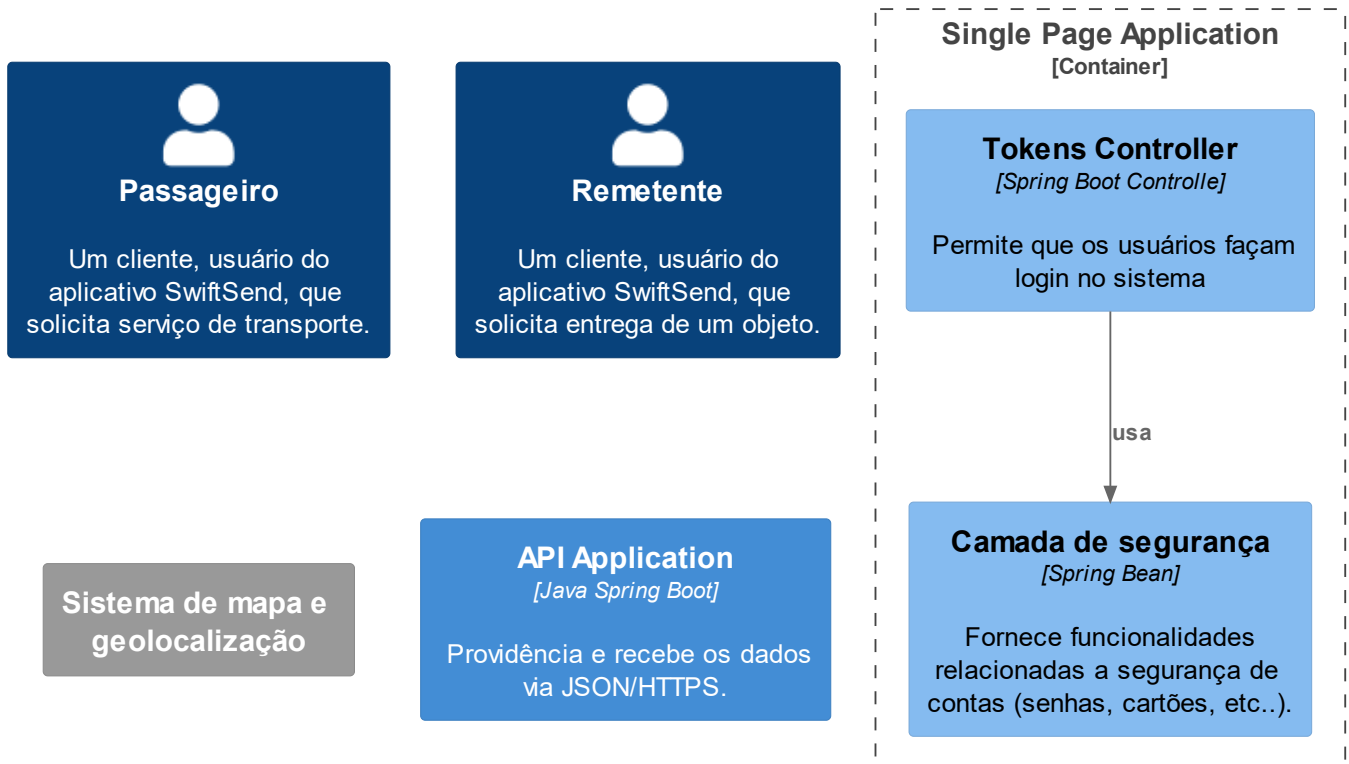 Passageiro
Um cliente, usuário do
aplicativo SwiftSend, que
solicita serviço de transporte.
Remetente
Um cliente, usuário do
aplicativo SwiftSend, que
solicita entrega de um objeto.
Single Page Application
[Container]
Tokens Controller
[Spring Boot Controlle]
Permite que os usuários façam
login no sistema
usa
Sistema de mapa e
geolocalização
API Application
[Java Spring Boot]
Providência e recebe os dados
via JSON/HTTPS.
Camada de segurança
[Spring Bean]
Fornece funcionalidades
relacionadas a segurança de
contas (senhas, cartões, etc..).